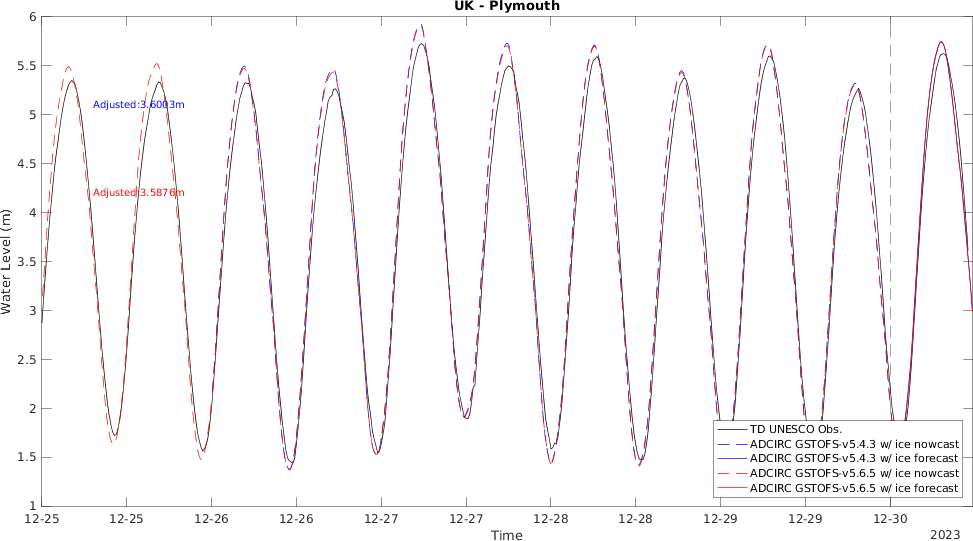 UK - Plymouth
6
5.5
5
4.5
4
3.5
3
2.5
2
1.5
1
Water Level (m)
Adjusted:3.6003m
Adjusted:3.5876m
TD UNESCO Obs.
ADCIRC GSTOFS-v5.4.3 w/ ice nowcast
ADCIRC GSTOFS-v5.4.3 w/ ice forecast
ADCIRC GSTOFS-v5.6.5 w/ ice nowcast
ADCIRC GSTOFS-v5.6.5 w/ ice forecast
12-25 12-25 12-26 12-26 12-27 12-27 12-28 12-28 12-29 12-29 12-30
Time
2023